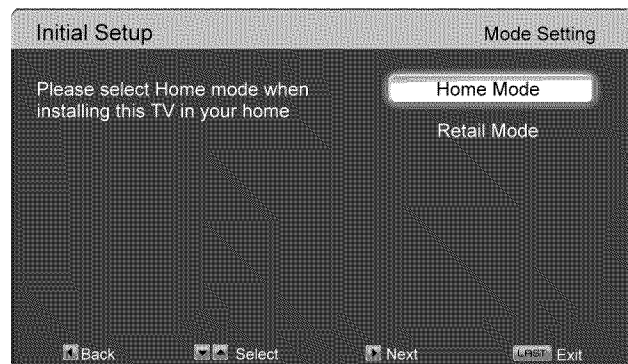 Initial Setup
Mode Setting
Please select Home mode when
installing this TV in your home
Home Mode
Retail Mode
Back
Select
Next
LAST Exit